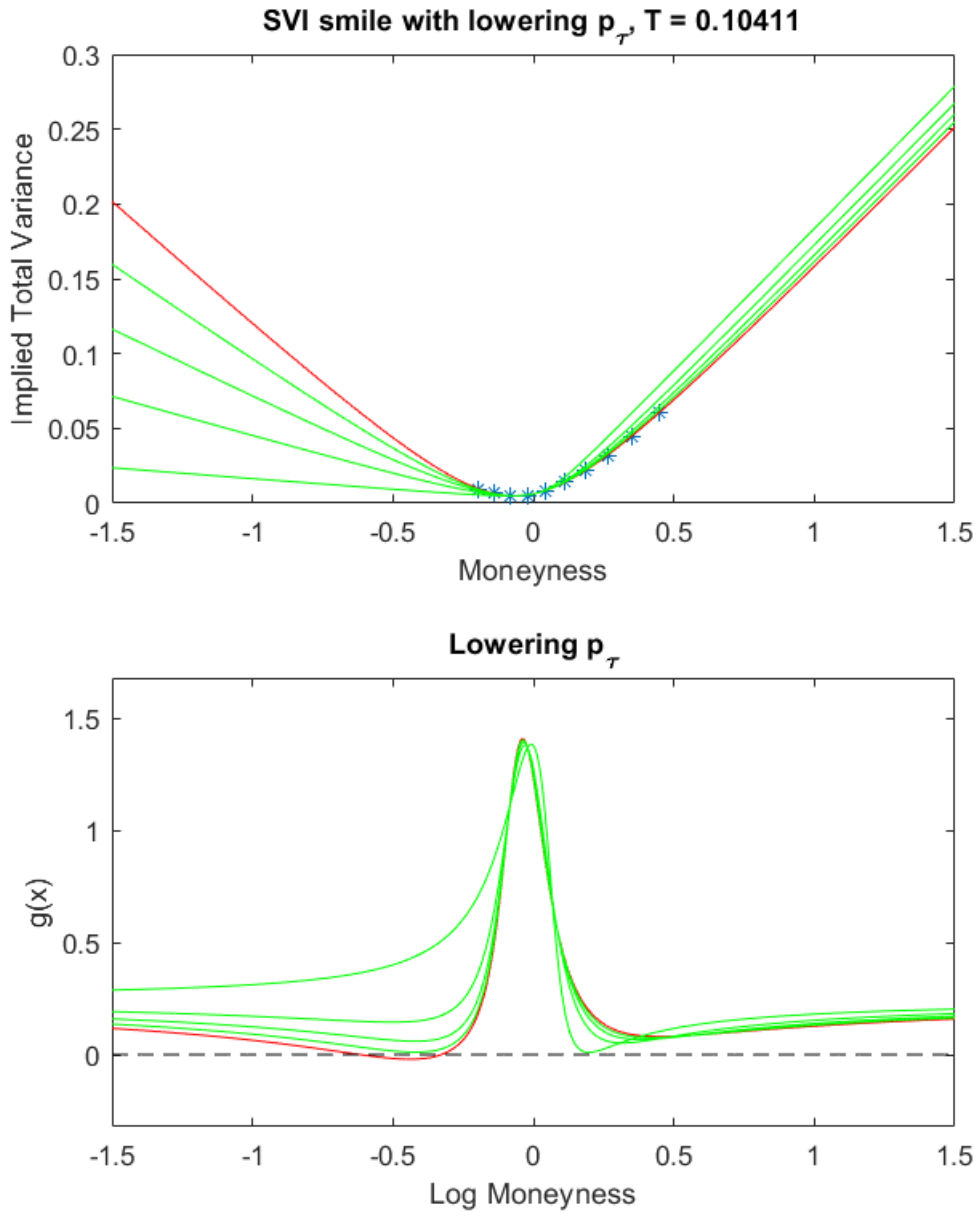 SVI smile with lowering p_τ, T = 0.10411
0.3
0.25
0.2
0.15
0.1
0.05
0
Implied Total Variance
-1.5 -1 -0.5 0 0.5 1 1.5
Moneyness
Lowering p_τ
1.5
1
0.5
0
g(x)
-1.5 -1 -0.5 0 0.5 1 1.5
Log Moneyness